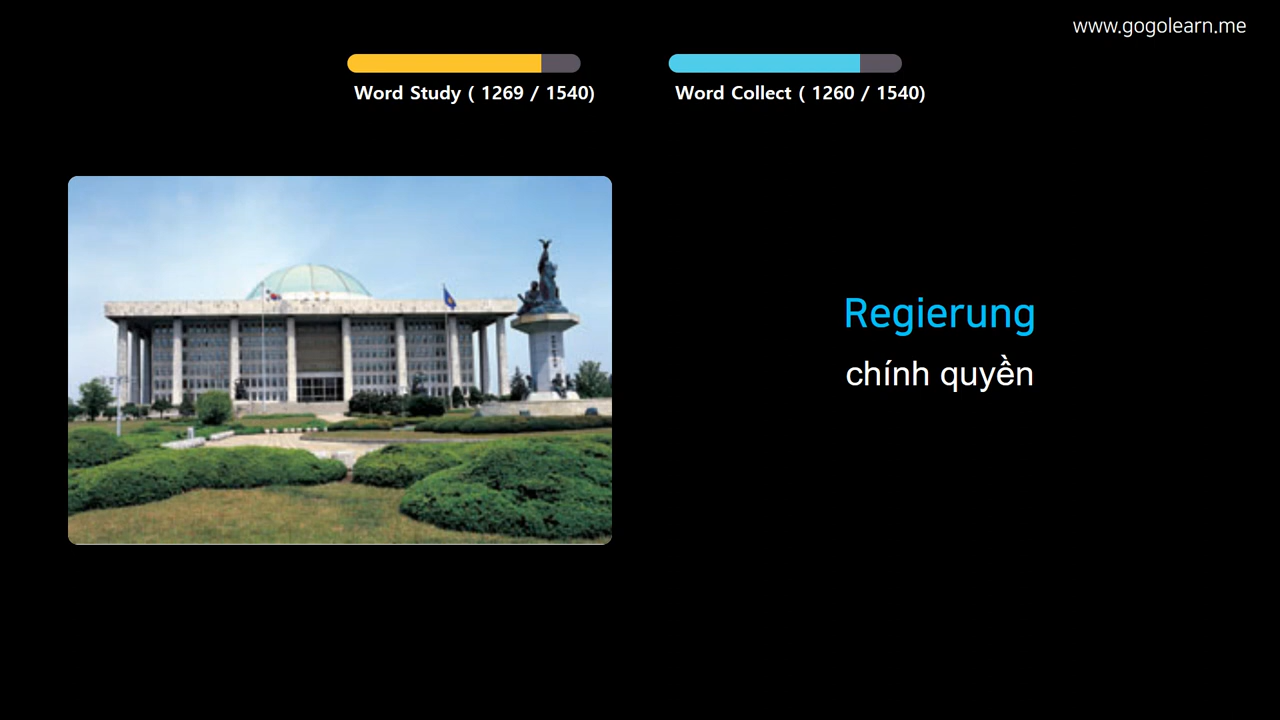 www.gogolearn.me
Word Study ( 1269 / 1540)
Word Collect ( 1260 / 1540)
Regierung
chính quyền